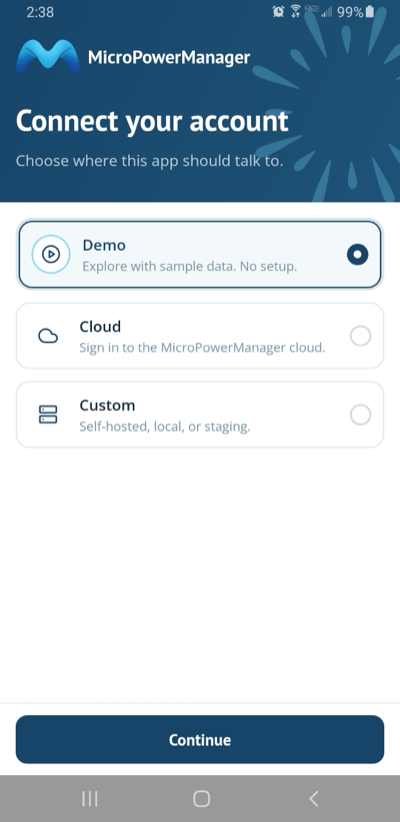 2:38
99%
MicroPowerManager
Connect your account
Choose where this app should talk to.
Demo
Explore with sample data. No setup.
Cloud
Sign in to the MicroPowerManager cloud.
Custom
Self-hosted, local, or staging.
Continue